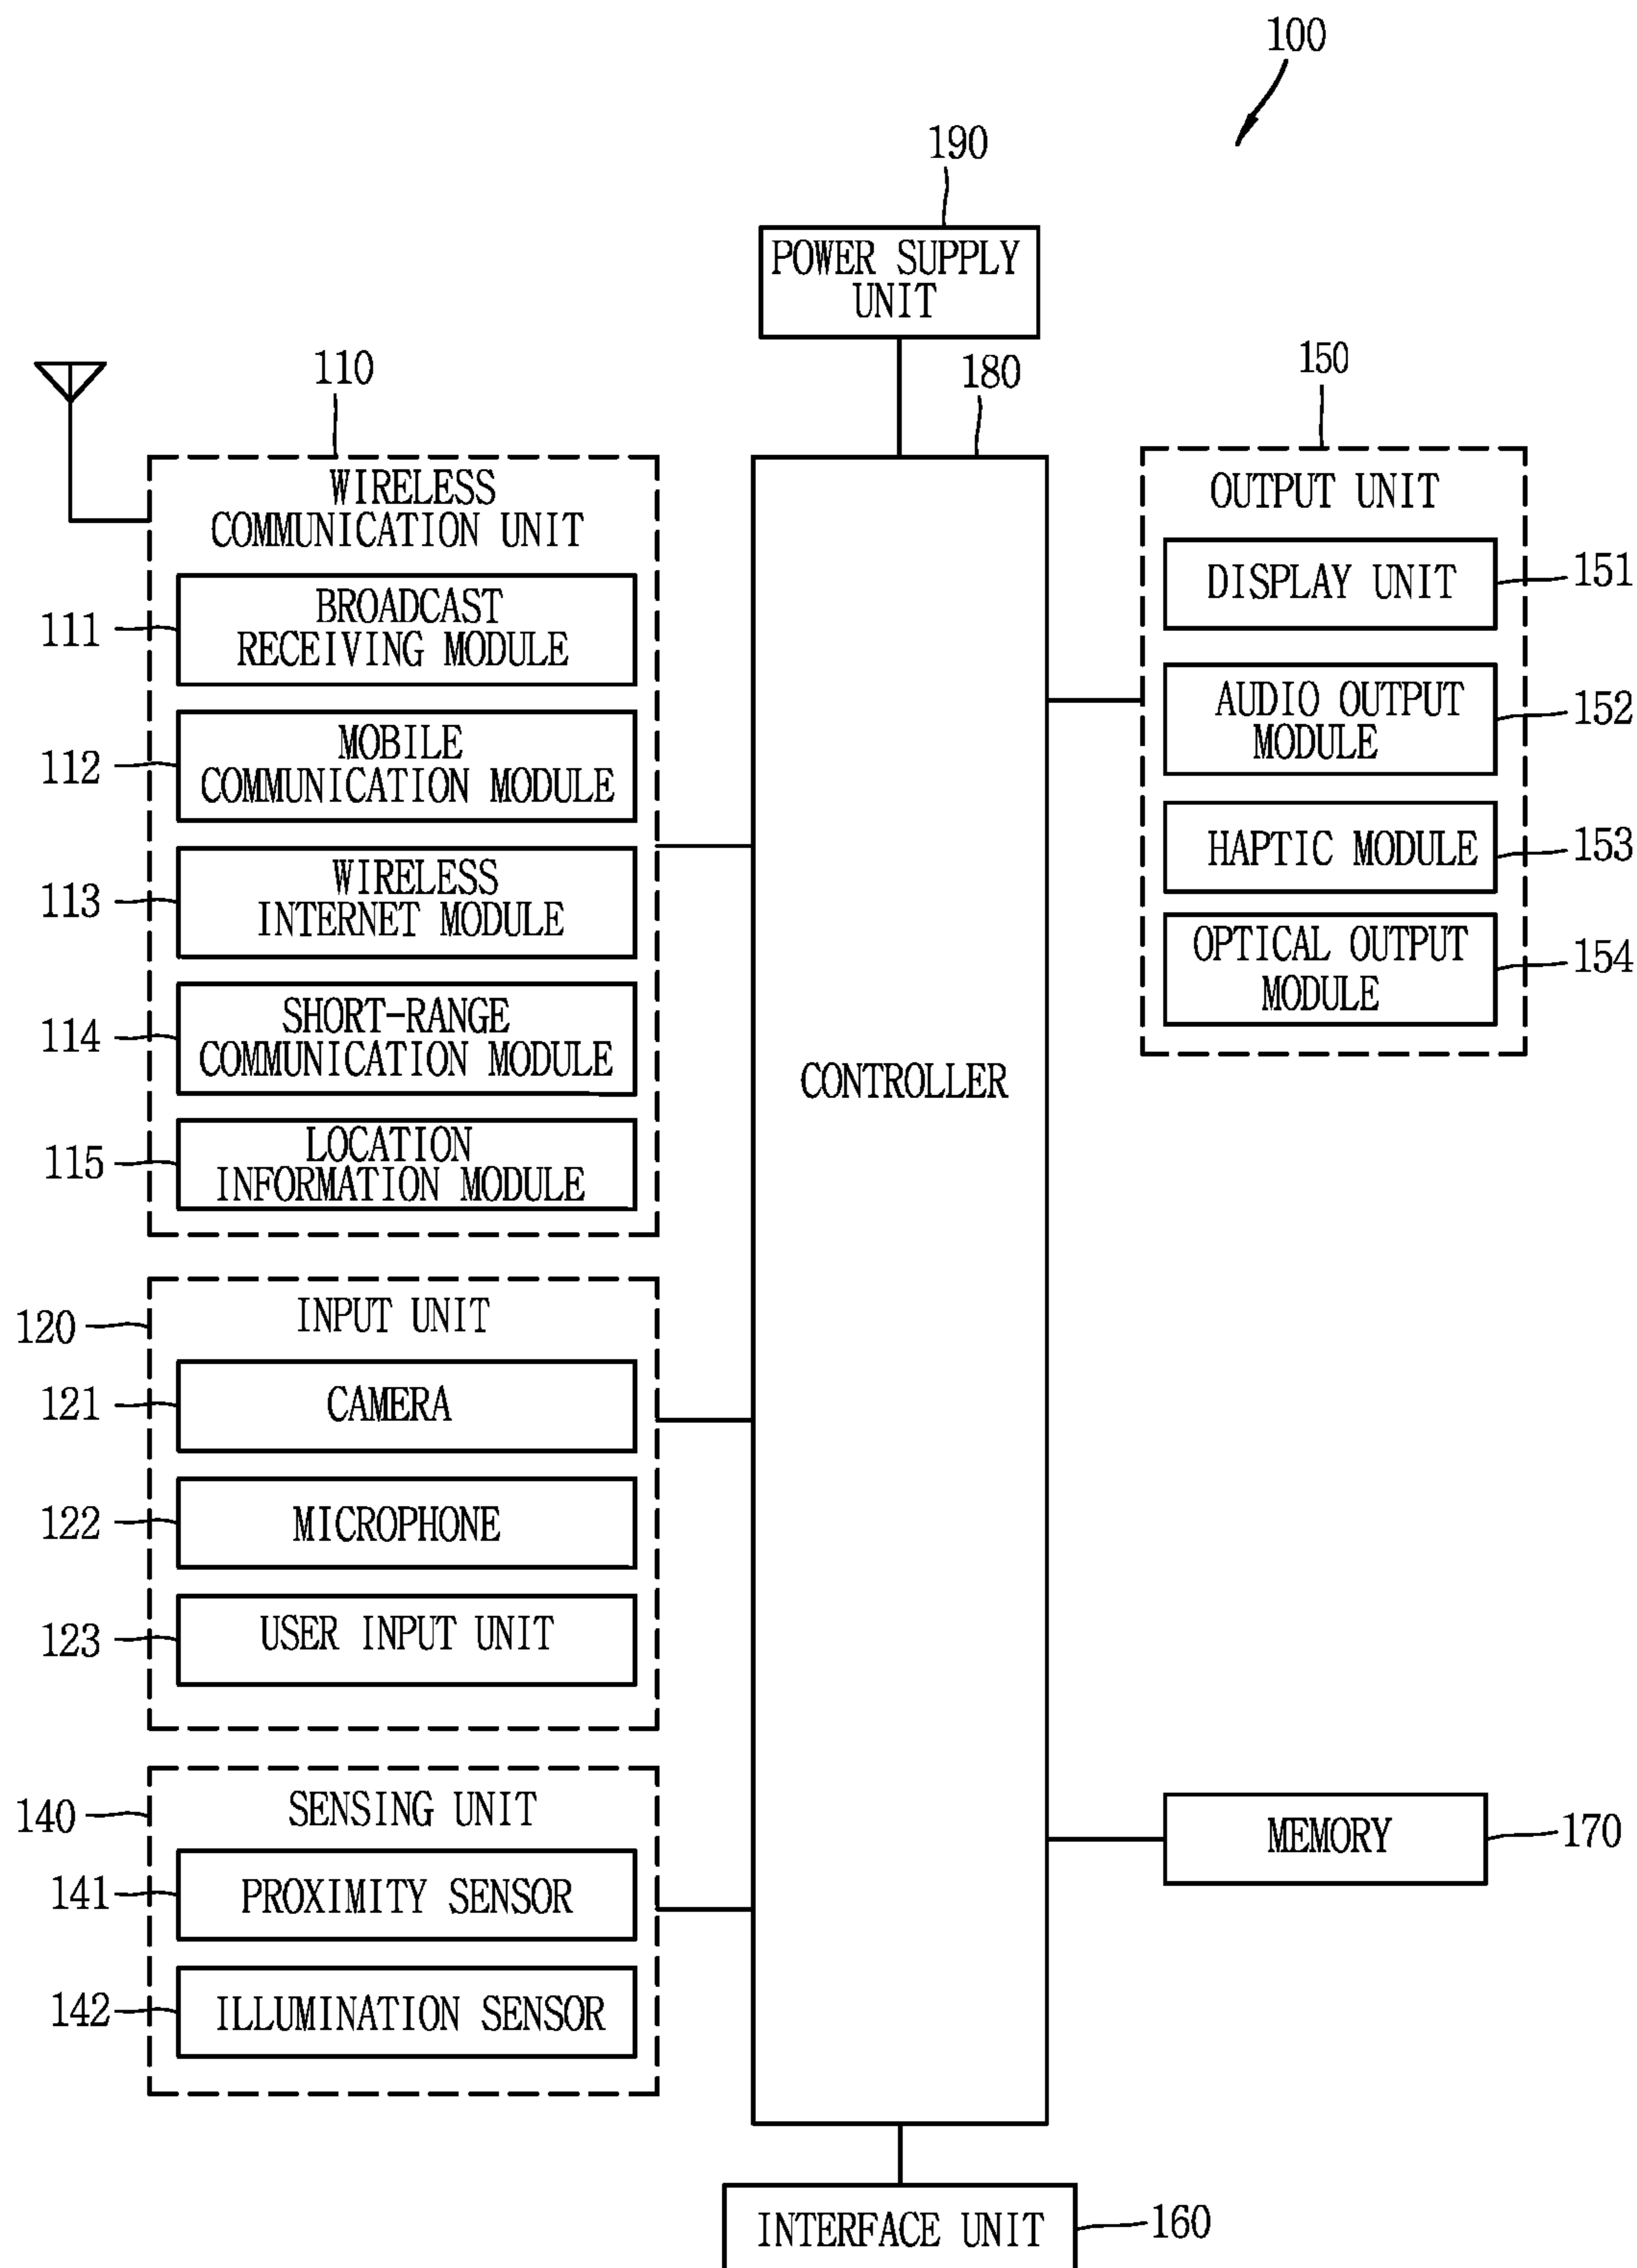 100
190
POWER SUPPLY
UNIT
110
180
150
WIRELESS
COMMUNICATION UNIT
111
BROADCAST
RECEIVING MODULE
112
MOBILE
COMMUNICATION MODULE
113
WIRELESS
INTERNET MODULE
114
SHORT-RANGE
COMMUNICATION MODULE
115
LOCATION
INFORMATION MODULE
120
INPUT UNIT
121
CAMERA
122
MICROPHONE
123
USER INPUT UNIT
140
SENSING UNIT
141
PROXIMITY SENSOR
142
ILLUMINATION SENSOR
CONTROLLER
OUTPUT UNIT
DISPLAY UNIT
151
AUDIO OUTPUT
MODULE
152
HAPTIC MODULE
153
OPTICAL OUTPUT
MODULE
154
MEMORY
170
INTERFACE UNIT
160